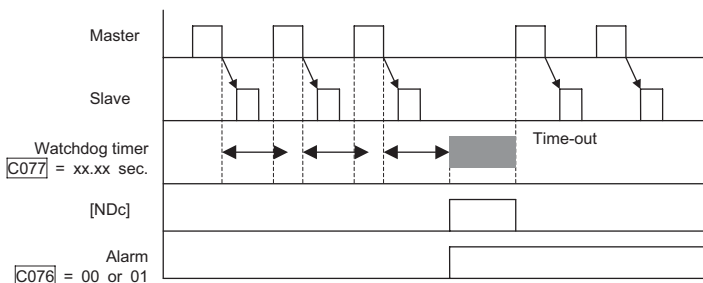 Master
Slave
Watchdog timer
C077 = xx.xx sec.
Time-out
[NDc]
Alarm
C076 = 00 or 01